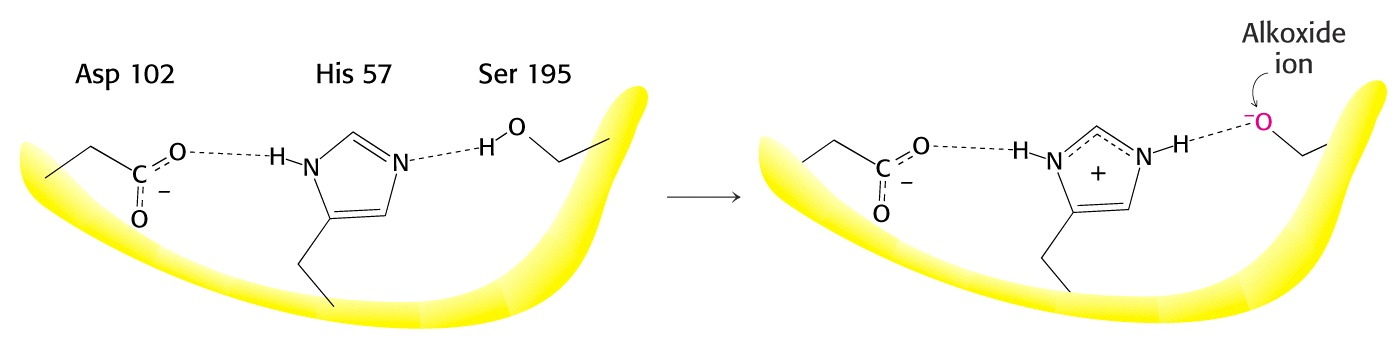 Asp 102
His 57
Ser 195
O
C
–
O
H
N
N
H
O
Alkoxide
ion
O
C
–
O
H
N
+
N
H
–O